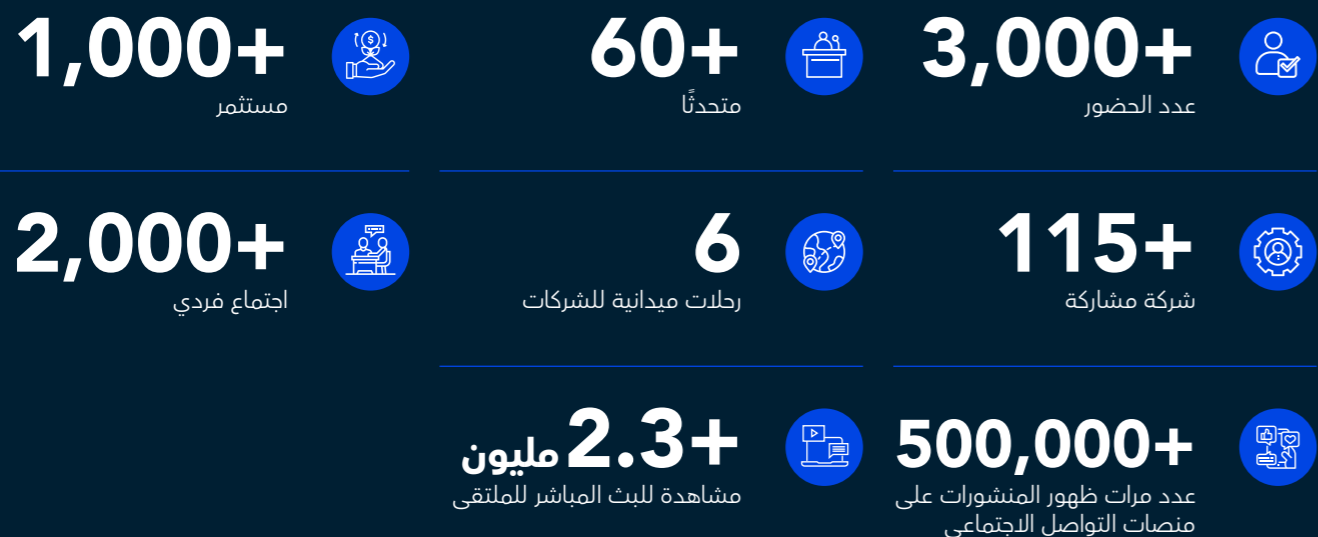 3,000+
عدد الحضور
60+
متحدثًا
1,000+
مستثمر
115+
شركة مشاركة
6
رحلات ميدانية للشركات
2,000+
اجتماع فردي
500,000+
عدد مرات ظهور المنشورات على
منصات التواصل الاجتماعي
2.3+ مليون
مشاهدة للبث المباشر للملتقى